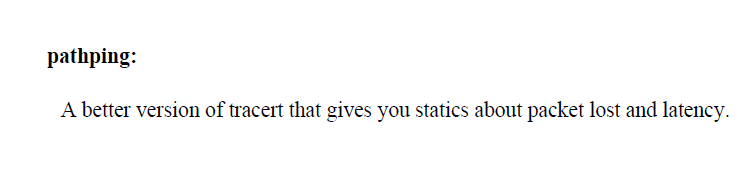 pathping:
A better version of tracert that gives you statics about packet lost and latency.